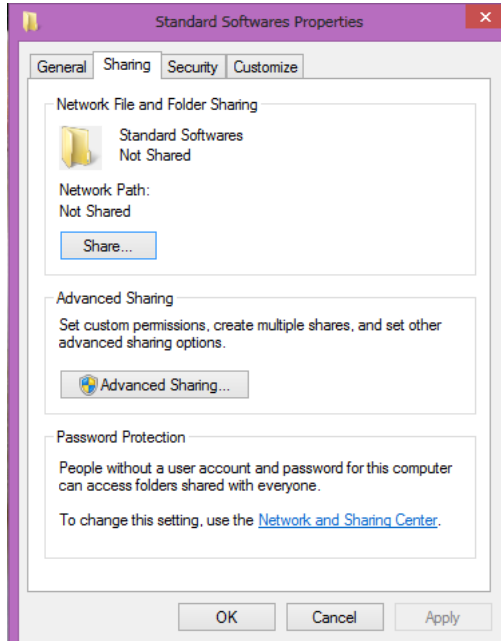 Standard Softwares Properties
General Sharing Security Customize
Network File and Folder Sharing
Standard Softwares
Not Shared
Network Path:
Not Shared
Share...
Advanced Sharing
Set custom permissions, create multiple shares, and set other
advanced sharing options.
Advanced Sharing...
Password Protection
People without a user account and password for this computer
can access folders shared with everyone.
To change this setting, use the Network and Sharing Center.
OK Cancel Apply